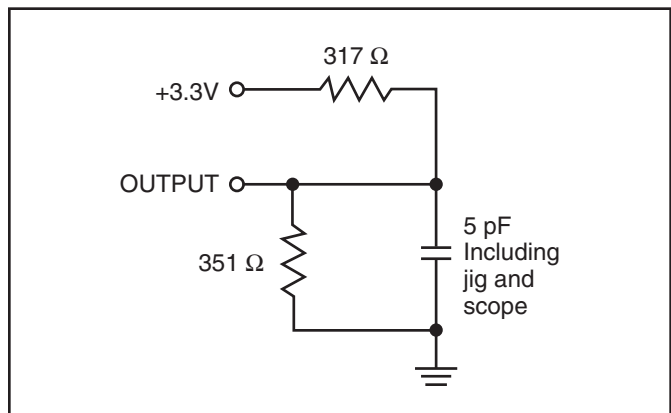 317 Ω
+3.3V
OUTPUT
351 Ω
5 pF
Including
jig and
scope